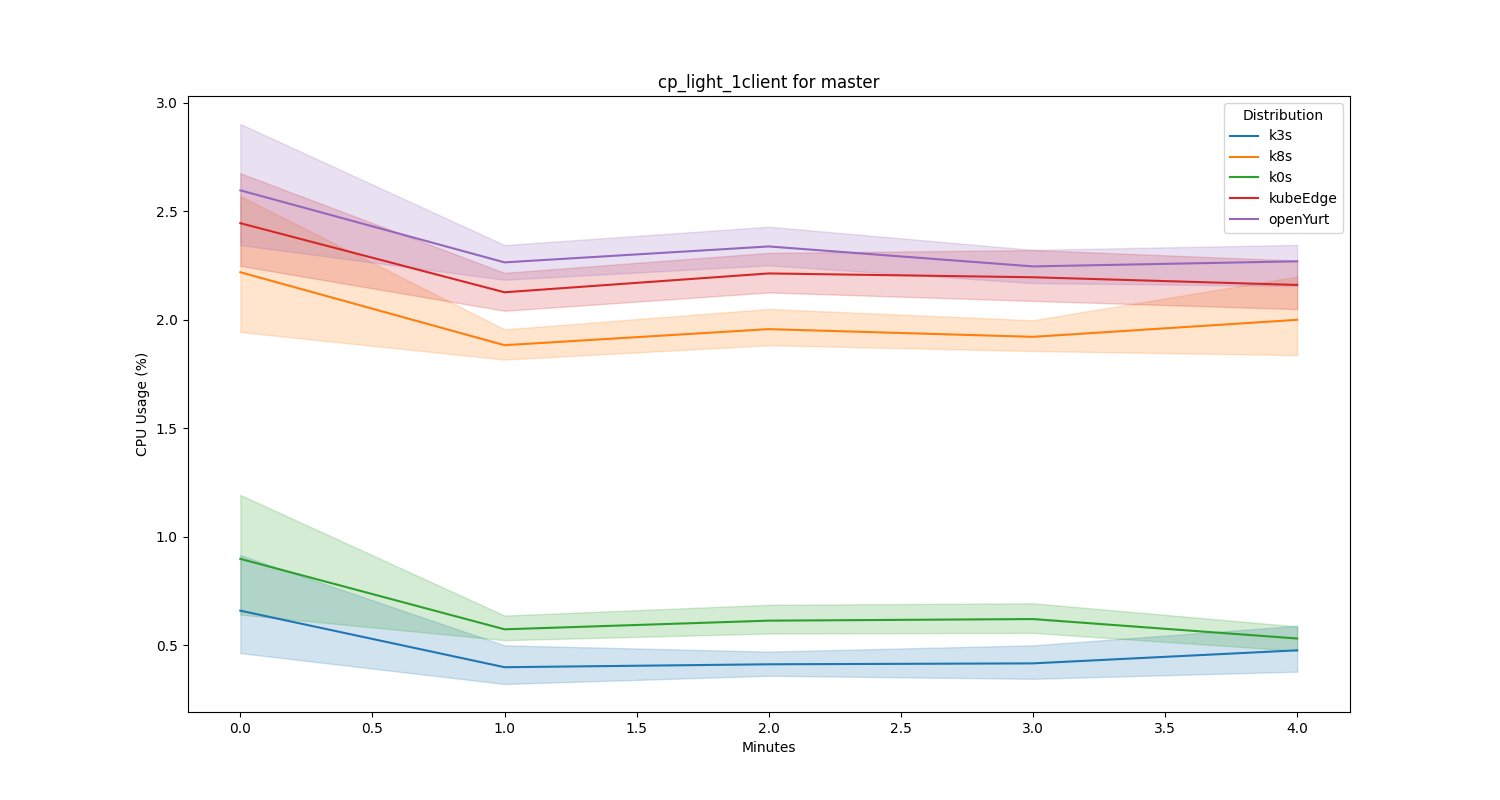 cp_light_1client for master
CPU Usage (%)
3.0
2.5
2.0
1.5
1.0
0.5
0.0
0.5
1.0
1.5
2.0
2.5
3.0
3.5
4.0
Minutes
Distribution
k3s
k8s
k0s
kubeEdge
openYurt